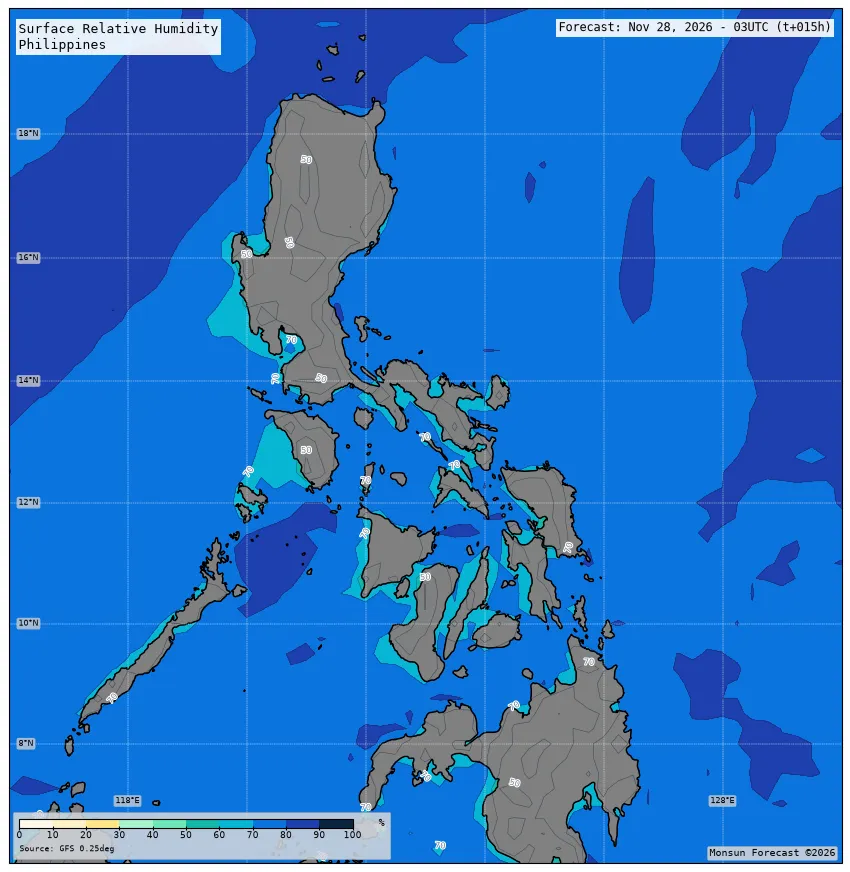 Surface Relative Humidity
Philippines
Forecast: Nov 28, 2026 - 03UTC (t+015h)
18°N
50
50
16°N
50
70
14°N
70
50
70
50
70
70
70
12°N
70
70
50
10°N
70
70
70
8°N
70
50
118°E
70
128°E
70
0 10 20 30 40 50 60 70 80 90 100 %
Source: GFS 0.25deg
Monsun Forecast ©2026